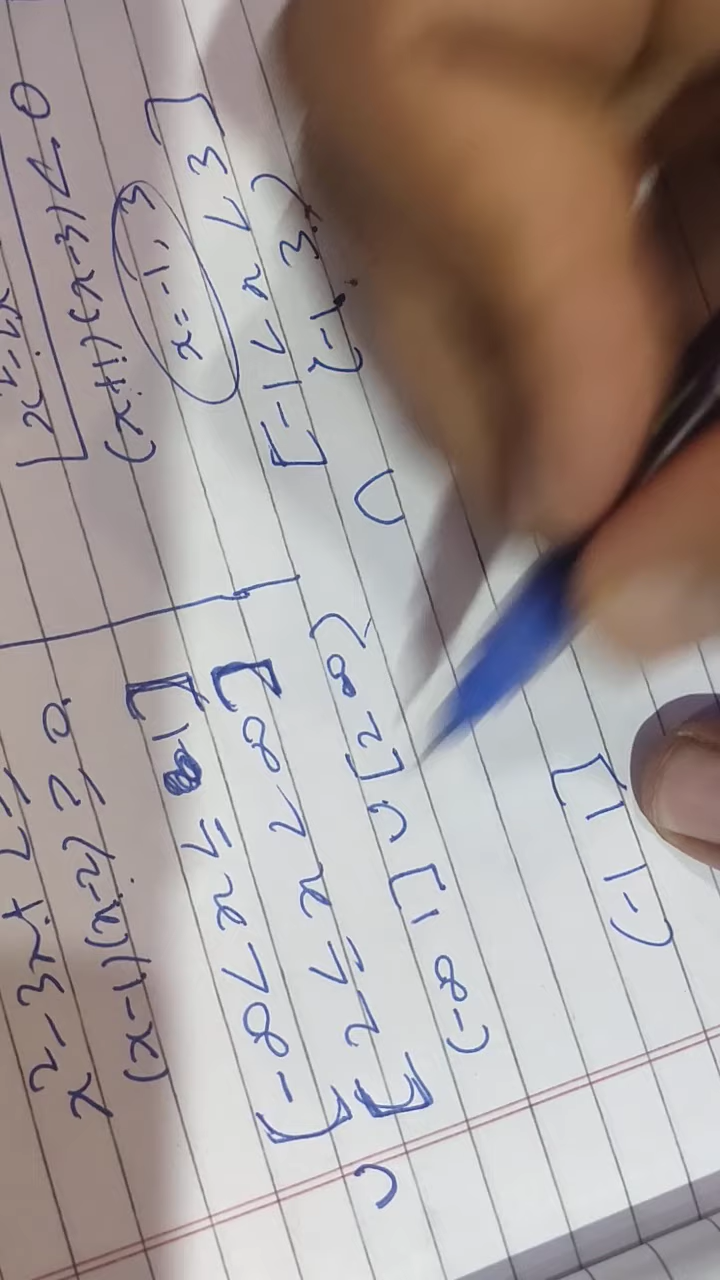 x² - 3x +
(x-1)(x-2) ≥ 0
[-∞ < x ≤ 1]
∪ [2 ≤ x < ∞]
(-∞ 1] ∪ [2 ∞)
(x+1)(x-3) < 0
x = -1, 3
[-1 < x < 3]
(-1, 3)
∩
(-1 1]